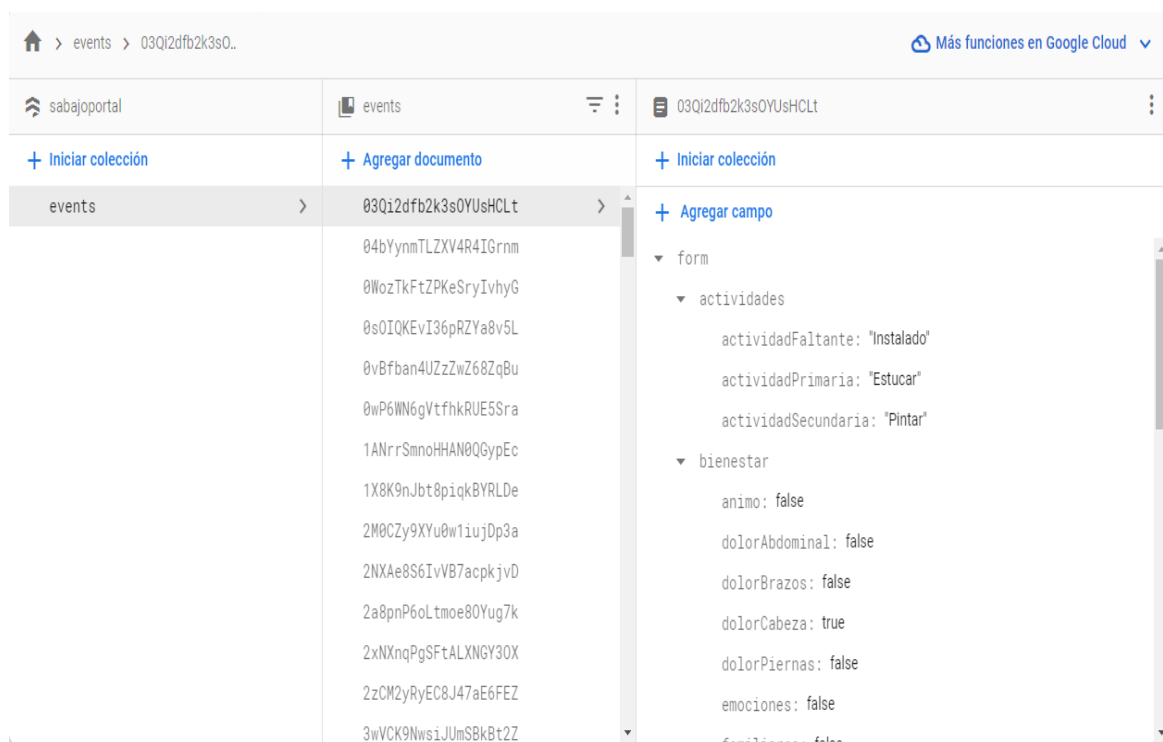 events 03Qi2dfb2k3sO..
Más funciones en Google Cloud
sabajoportal
events
03Qi2dfb2k3sOYUsHCLt
Iniciar colección
Agregar documento
Iniciar colección
events
03Qi2dfb2k3sOYUsHCLt
04bYynmTLZXV4R4IGrnm
0WozTkFtZPKeSryIvhyG
0sOIQKEvI36pRZYa8v5L
0vBfban4UZzZwZ68ZqBu
0wP6WN6gVtfhkRUE5Sra
1ANrrSmnoHHAN0QGypEc
1X8K9nJbt8piqkBYRLDe
2M0CZy9XYu0w1iujDp3a
2NXAe8S6IvVB7acpkjvD
2a8pnP6oLtmoe8OYug7k
2xNXnqPgSFtALXNGY3OX
2zCM2yRyEC8J47aE6FEZ
3wVCK9NwsiJUmSBkBt2Z
Agregar campo
form
actividades
actividadFaltante: "Instalado"
actividadPrimaria: "Estucar"
actividadSecundaria: "Pintar"
bienestar
animo: false
dolorAbdominal: false
dolorBrazos: false
dolorCabeza: true
dolorPiernas: false
emociones: false